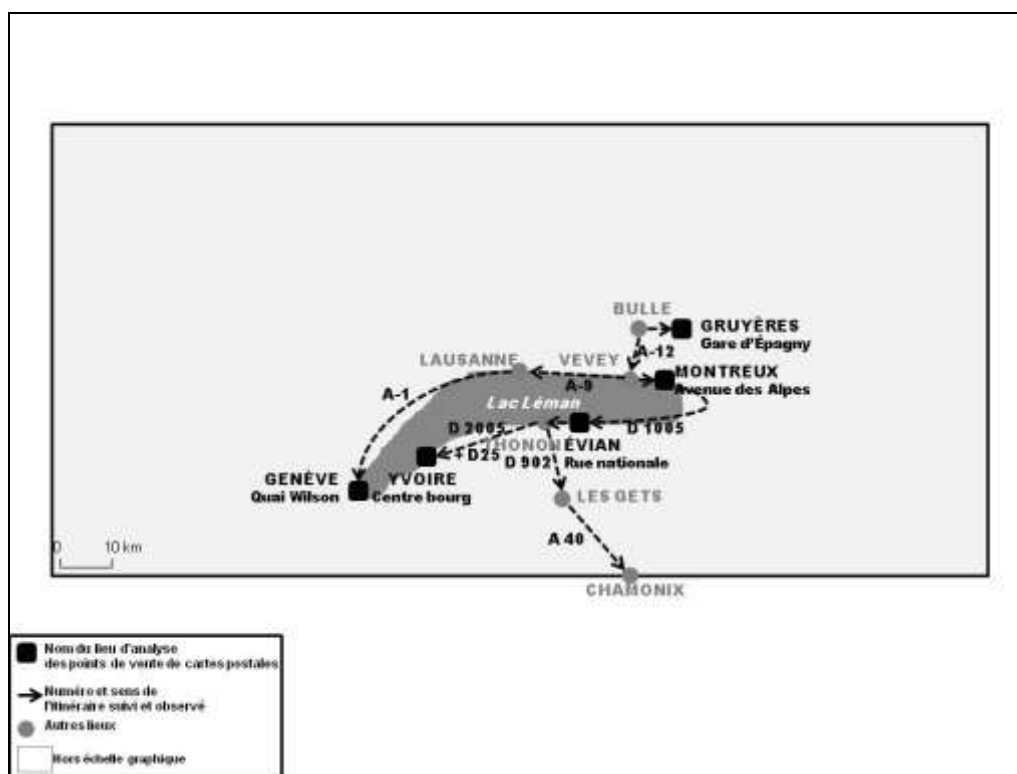 BULLE
GRUYÈRES
Gare d'Épagny
A-12
LAUSANNE
VEVEY
MONTREUX
Avenue des Alpes
A-9
A-1
Lac Léman
D 2005
D 1005
THONON
ÉVIAN
+ D25
D 902
Rue nationale
GENÈVE
Quai Wilson
YVOIRE
Centre bourg
LES GETS
A 40
0 10 km
CHAMONIX
Nom du lieu d'analyse
des points de vente de cartes postales
Numéro et sens de
l'itinéraire suivi et observé
Autres lieux
Hors échelle graphique